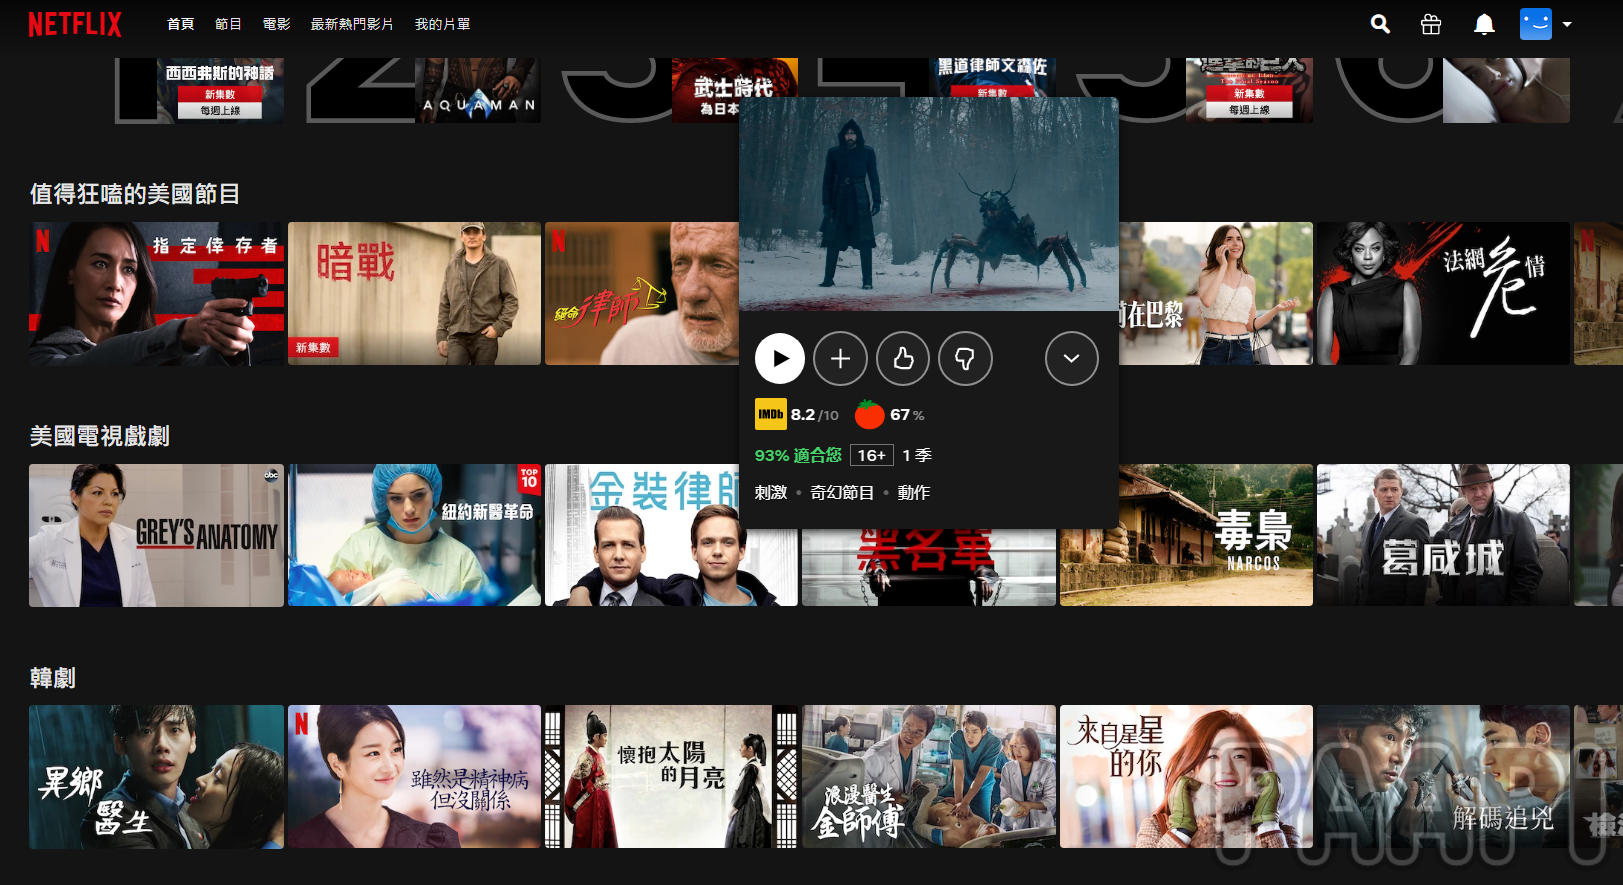 NETFLIX
首頁 節目 電影 最新熱門影片 我的片單
西西弗斯的神話
新集數
每週上線
AQUAMAN
武士時代
為日本
黑道律師文森佐
新集數
新集數
每週上線
值得狂嗑的美國節目
指定倖存者
暗戰
新集數
絕命律師
在巴黎
法網危情
8.2 /10
67 %
IMDb
93% 適合您 16+ 1 季
刺激 • 奇幻節目 • 動作
美國電視戲劇
abc
GREY'S ANATOMY
TOP
10
紐約新醫革命
金裝律師
黑名單
毒梟
NARCOS
葛咸城
韓劇
異鄉
醫生
雖然是精神病
但沒關係
懷抱太陽
的月亮
浪漫醫生
金師傅
來自星星
的你
解碼追凶